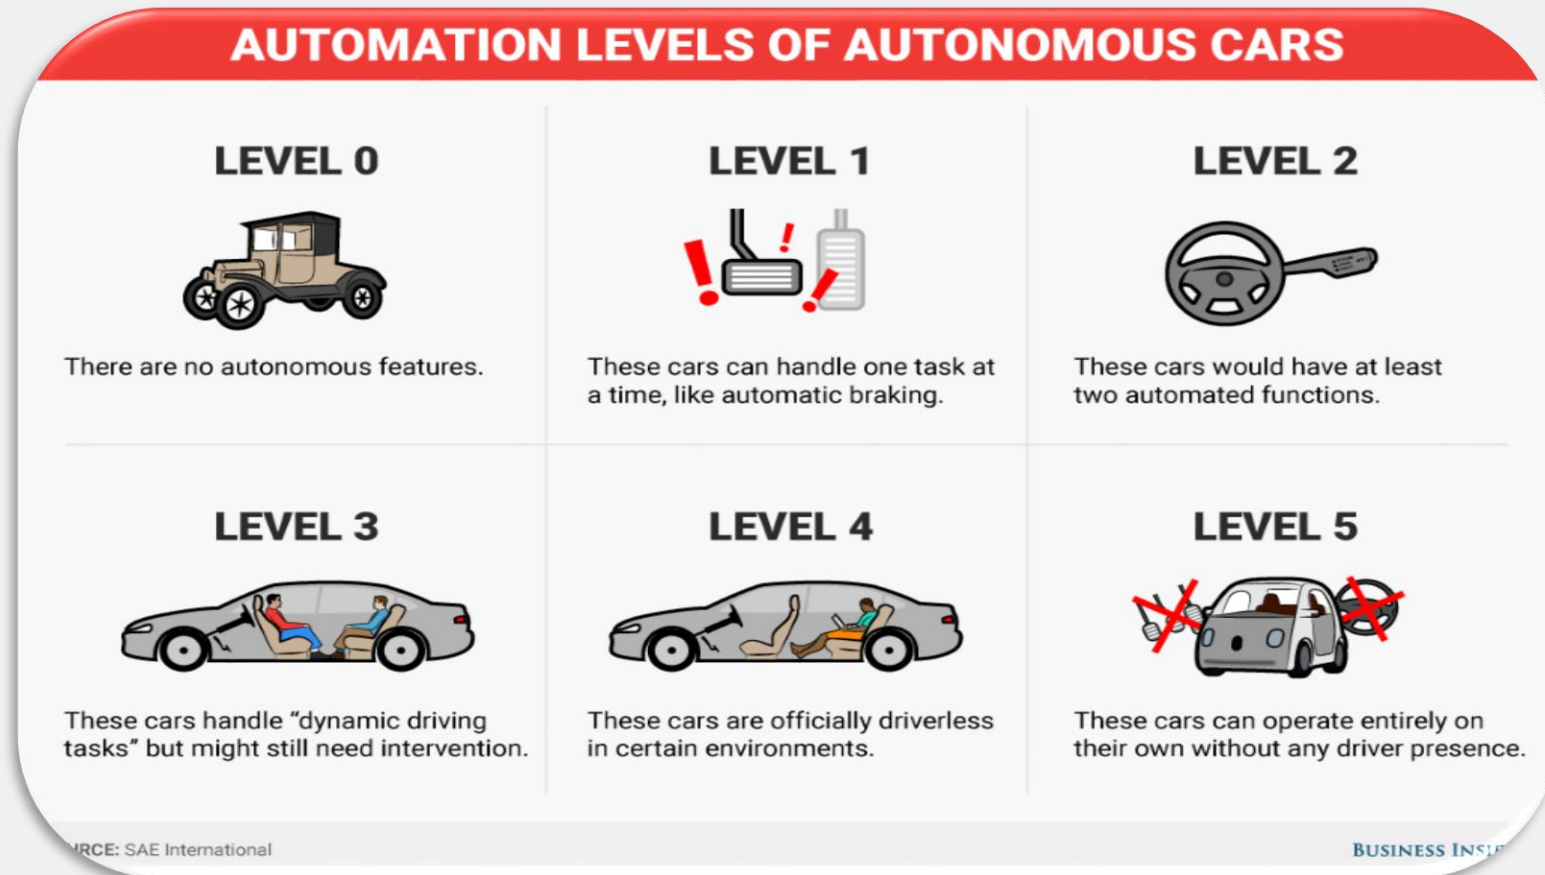 AUTOMATION LEVELS OF AUTONOMOUS CARS
LEVEL 0
There are no autonomous features.
LEVEL 1
These cars can handle one task at
a time, like automatic braking.
LEVEL 2
These cars would have at least
two automated functions.
LEVEL 3
These cars handle “dynamic driving
tasks” but might still need intervention.
LEVEL 4
These cars are officially driverless
in certain environments.
LEVEL 5
These cars can operate entirely on
their own without any driver presence.
SAE International
BUSINESS